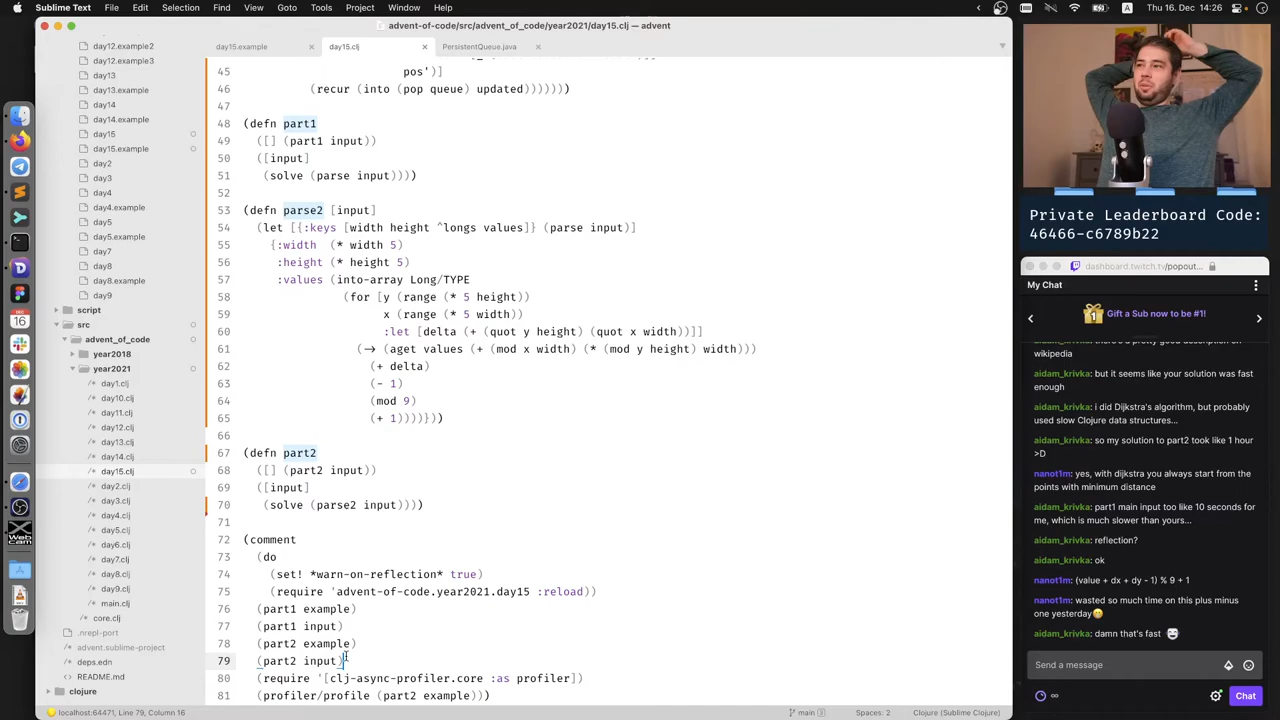 Sublime Text File Edit Selection Find View Goto Tools Project Window Help
Thu 16. Dec 14:26
advent-of-code/src/advent_of_code/year2021/day15.clj — advent
day15.example
day15.clj
PersistentQueue.java
day12.example2
day12.example3
day13
day13.example
day14
day14.example
day15
day15.example
day2
day3
day4
day4.example
day5
day5.example
day7
day8
day8.example
day9
script
src
advent_of_code
year2018
year2021
day1.clj
day10.clj
day11.clj
day12.clj
day13.clj
day14.clj
day15.clj
day2.clj
day3.clj
day4.clj
day5.clj
day6.clj
day7.clj
day8.clj
day9.clj
main.clj
core.clj
.nrepl-port
advent.sublime-project
deps.edn
README.md
clojure
45 pos')]
46 (recur (into (pop queue) updated))))))
47
48 (defn part1
49 ([] (part1 input))
50 ([input]
51 (solve (parse input))))
52
53 (defn parse2 [input]
54 (let [{:keys [width height ^longs values]} (parse input)]
55 {:width (* width 5)
56 :height (* height 5)
57 :values (into-array Long/TYPE
58 (for [y (range (* 5 height))
59 x (range (* 5 width))
60 :let [delta (+ (quot y height) (quot x width))]]
61 (-> (aget values (+ (mod x width) (* (mod y height) width)))
62 (+ delta)
63 (- 1)
64 (mod 9)
65 (+ 1))))}))
66
67 (defn part2
68 ([] (part2 input))
69 ([input]
70 (solve (parse2 input))))
71
72 (comment
73 (do
74 (set! *warn-on-reflection* true)
75 (require 'advent-of-code.year2021.day15 :reload))
76 (part1 example)
77 (part1 input)
78 (part2 example)
79 (part2 input)
80 (require '[clj-async-profiler.core :as profiler])
81 (profiler/profile (part2 example)))
localhost:64471, Line 79, Column 16
main
Spaces: 2
Clojure (Sublime Clojure)
Private Leaderboard Code:
46466-c6789b22
dashboard.twitch.tv/popout...
My Chat
Gift a Sub now to be #1!
wikipedia
aidam_krivka: but it seems like your solution was fast
enough
aidam_krivka: i did Dijkstra's algorithm, but probably
used slow Clojure data structures...
aidam_krivka: so my solution to part2 took like 1 hour
>D
nanot1m: yes, with dijkstra you always start from the
points with minimum distance
aidam_krivka: part1 main input too like 10 seconds for
me, which is much slower than yours...
aidam_krivka: reflection?
aidam_krivka: ok
nanot1m: (value + dx + dy - 1) % 9 + 1
nanot1m: wasted so much time on this plus minus
one yesterday
aidam_krivka: damn that's fast
Send a message
Chat